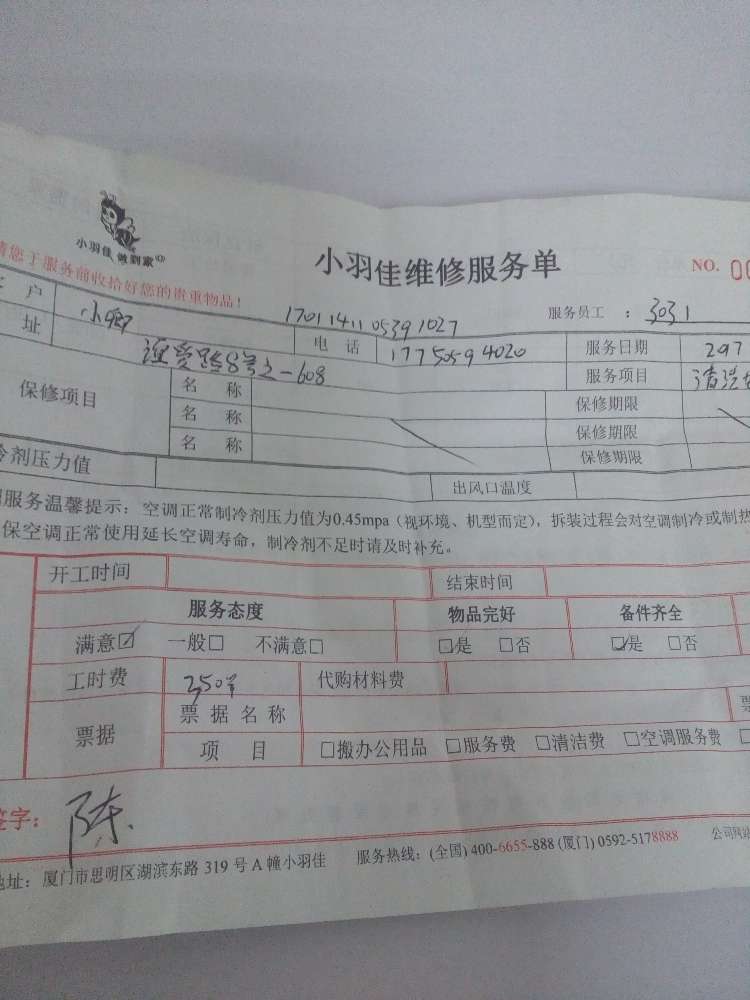 小羽佳 做到家
小羽佳维修服务单
NO. 00
请您于服务前收拾好您的贵重物品!
服务员工 : 3031
户 小 1701141105391027
电 话 17750594020 服务日期 297
址 路8号之一608 服务项目 清洗
保修项目 名 称 保修期限
名 称 保修期限
名 称 保修期限
冷剂压力值 出风口温度
服务温馨提示: 空调正常制冷剂压力值为0.45mpa(视环境、机型而定), 拆装过程会对空调制冷或制热
保空调正常使用延长空调寿命, 制冷剂不足时请及时补充。
开工时间 结束时间
服务态度 物品完好 备件齐全
满意☑ 一般□ 不满意□ ☑是 □否 ☑是 □否
工时费 350 代购材料费
票据 票 据 名 称 票
项 目 □搬办公用品 □服务费 □清洁费 □空调服务费
签字: 陈
地址: 厦门市思明区湖滨东路 319 号 A 幢小羽佳 服务热线: (全国) 400-6655-888 (厦门) 0592-5178888 公司网站